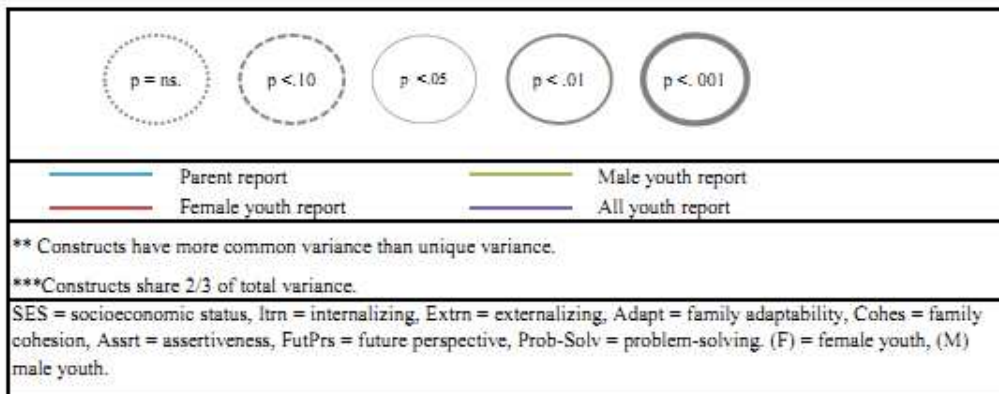 p = ns. p <.10 p <.05 p < .01 p <. 001
Parent report Male youth report
Female youth report All youth report
** Constructs have more common variance than unique variance.
***Constructs share 2/3 of total variance.
SES = socioeconomic status, Itrn = internalizing, Extrn = externalizing, Adapt = family adaptability, Cohes = family
cohesion, Assrt = assertiveness, FutPrs = future perspective, Prob-Solv = problem-solving. (F) = female youth, (M)
male youth.